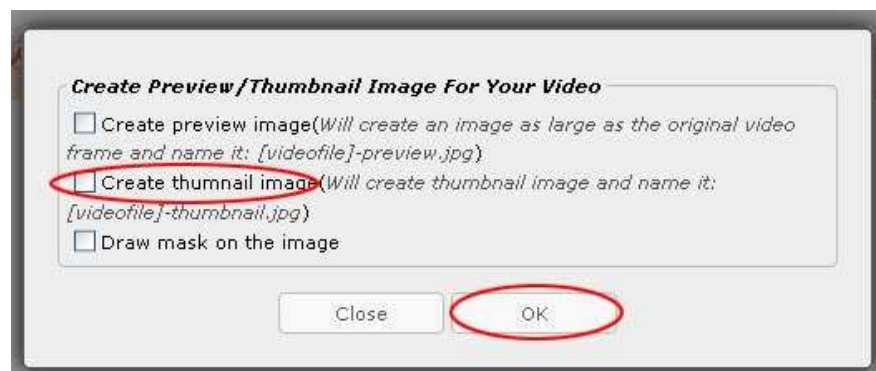 Create Preview/Thumbnail Image For Your Video
Create preview image(Will create an image as large as the original video
frame and name it: [videofile]-preview.jpg)
Create thumnail image(Will create thumbnail image and name it:
[videofile]-thumbnail.jpg)
Draw mask on the image
Close OK